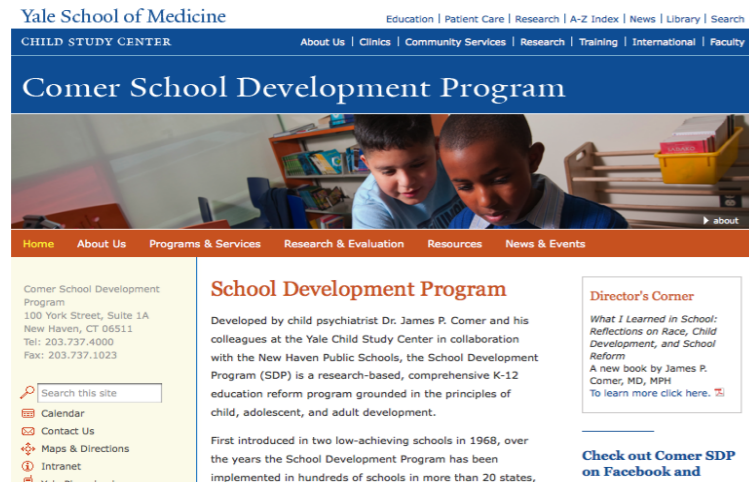 Yale School of Medicine
Education | Patient Care | Research | A-Z Index | News | Library | Search
CHILD STUDY CENTER
About Us | Clinics | Community Services | Research | Training | International | Faculty
Comer School Development Program
about
Home About Us Programs & Services Research & Evaluation Resources News & Events
Comer School Development
Program
100 York Street, Suite 1A
New Haven, CT 06511
Tel: 203.737.4000
Fax: 203.737.1023
Search this site
Calendar
Contact Us
Maps & Directions
Intranet
School Development Program
Developed by child psychiatrist Dr. James P. Comer and his
colleagues at the Yale Child Study Center in collaboration
with the New Haven Public Schools, the School Development
Program (SDP) is a research-based, comprehensive K-12
education reform program grounded in the principles of
child, adolescent, and adult development.
First introduced in two low-achieving schools in 1968, over
the years the School Development Program has been
implemented in hundreds of schools in more than 20 states,
Director's Corner
What I Learned in School:
Reflections on Race, Child
Development, and School
Reform
A new book by James P.
Comer, MD, MPH
To learn more click here.
Check out Comer SDP
on Facebook and